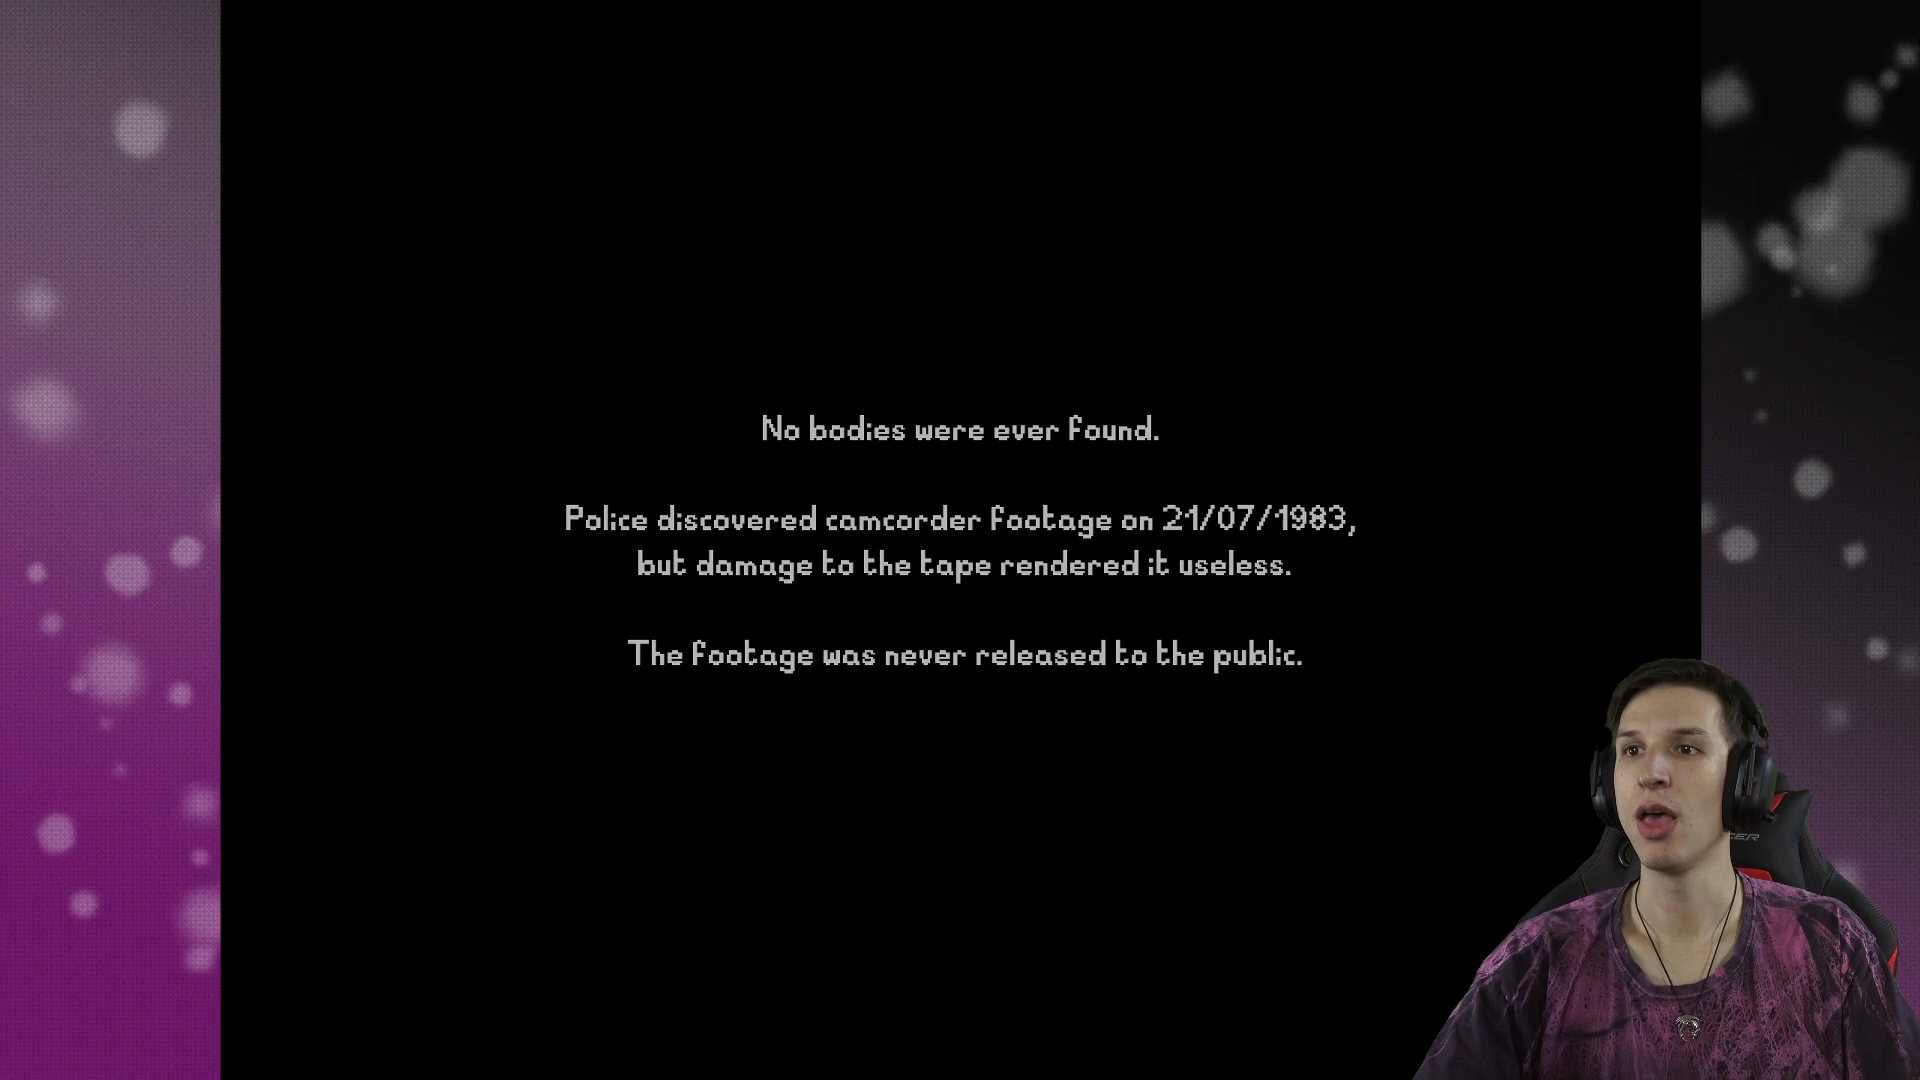 No bodies were ever found.
Police discovered camcorder footage on 21/07/1983,
but damage to the tape rendered it useless.
The footage was never released to the public.